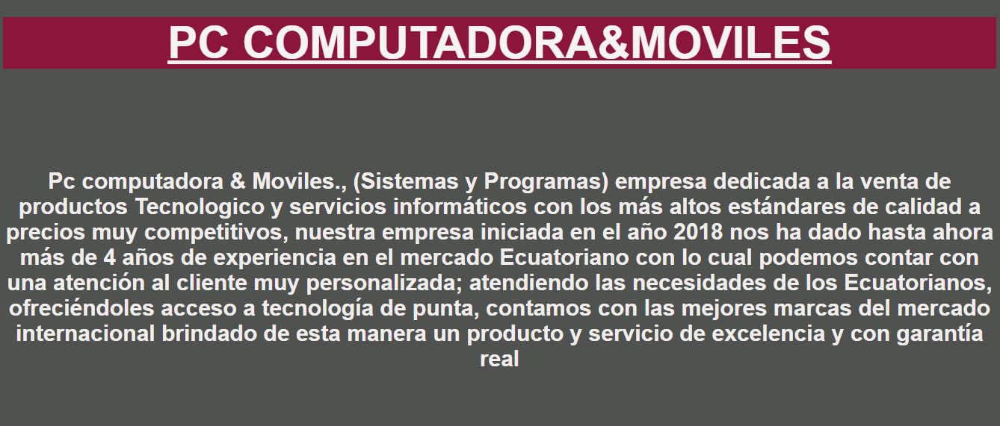 PC COMPUTADORA&MOVILES
Pc computadora & Moviles., (Sistemas y Programas) empresa dedicada a la venta de
productos Tecnologico y servicios informáticos con los más altos estándares de calidad a
precios muy competitivos, nuestra empresa iniciada en el año 2018 nos ha dado hasta ahora
más de 4 años de experiencia en el mercado Ecuatoriano con lo cual podemos contar con
una atención al cliente muy personalizada; atendiendo las necesidades de los Ecuatorianos,
ofreciéndoles acceso a tecnología de punta, contamos con las mejores marcas del mercado
internacional brindado de esta manera un producto y servicio de excelencia y con garantía
real